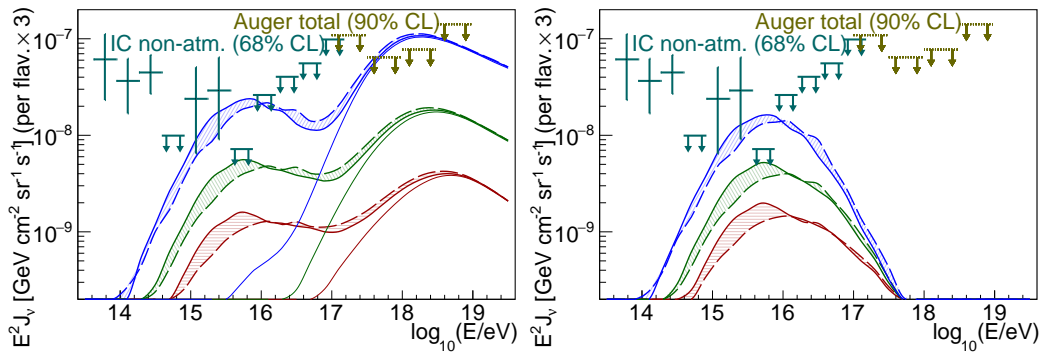 Auger total (90% CL)
IC non-atm. (68% CL)
10⁻⁷
10⁻⁸
10⁻⁹
E²Jᵥ [GeV cm⁻² sr⁻¹ s⁻¹] (per flav. × 3)
14 15 16 17 18 19
log₁₀(E/eV)
Auger total (90% CL)
IC non-atm. (68% CL)
10⁻⁷
10⁻⁸
10⁻⁹
E²Jᵥ [GeV cm⁻² sr⁻¹ s⁻¹] (per flav. × 3)
14 15 16 17 18 19
log₁₀(E/eV)